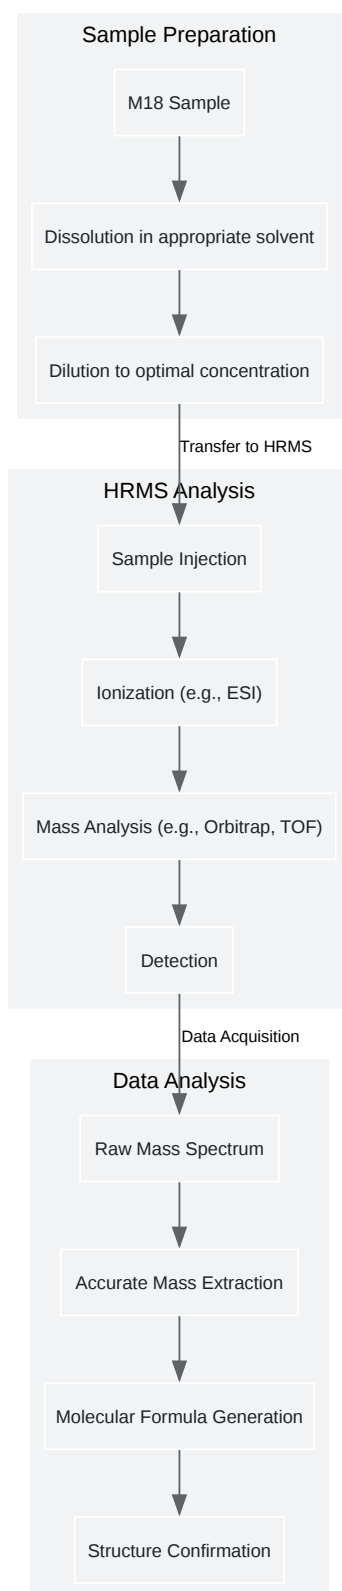 Sample Preparation
M18 Sample
Dissolution in appropriate solvent
Dilution to optimal concentration
Transfer to HRMS
HRMS Analysis
Sample Injection
Ionization (e.g., ESI)
Mass Analysis (e.g., Orbitrap, TOF)
Detection
Data Acquisition
Data Analysis
Raw Mass Spectrum
Accurate Mass Extraction
Molecular Formula Generation
Structure Confirmation